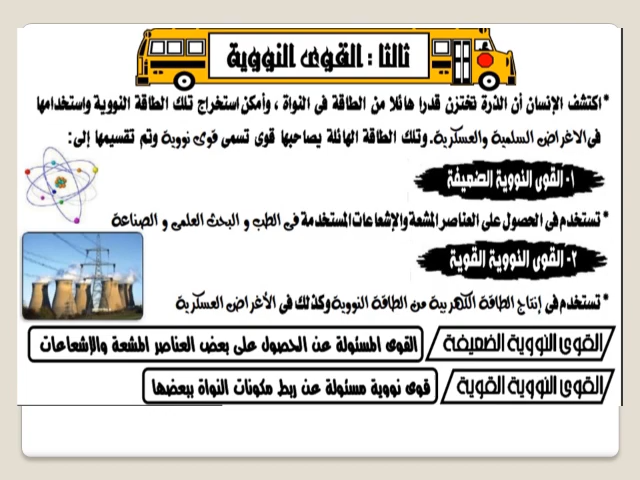 ثالثا : القوى النووية
*اكتشف الإنسان أن الذرة تختزن قدرا هائلا من الطاقة فى النواة ، وأمكن استخراج تلك الطاقة النووية واستخدامها
فى الاغراض السلمية والعسكرية. وتلك الطاقة الهائلة يصاحبها قوى تسمى قوى نووية وتم تقسيمها إلى:
١- القوى النووية الضعيفة
*تستخدم فى الحصول على العناصر المشعة والإشعاعات المستخدمة فى الطب و البحث العلمى و الصناعة
٢- القوى النووية القوية
*تستخدم فى إنتاج الطاقة الكهربية من الطاقة النووية وكذلك فى الأغراض العسكرية
القوى النووية الضعيفة القوى المسئولة عن الحصول على بعض العناصر المشعة والإشعاعات
القوى النووية القوية قوى نووية مسئولة عن ربط مكونات النواة ببعضها